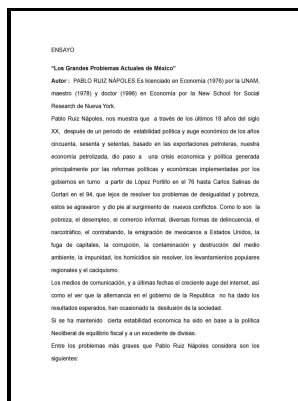 ENSAYO
"Los Grandes Problemas Actuales de México"
Autor : PABLO RUIZ NÁPOLES Es licenciado en Economía (1976) por la UNAM,
maestro (1978) y doctor (1996) en Economía por la New School for Social
Research de Nueva York.
Pablo Ruiz Nápoles, nos muestra que a través de los últimos 18 años del siglo
XX, después de un periodo de estabilidad política y auge económico de los años
cincuenta, sesenta y setentas, basado en las exportaciones petroleras, nuestra
economía petrolizada, dio paso a una crisis economica y política generada
principalmente por las reformas políticas y económicas implementadas por los
gobiernos en turno a partir de López Portillo en el 76 hasta Carlos Salinas de
Gortari en el 94, que lejos de resolver los problemas de desigualdad y pobreza,
estos se agravaron y dio pie al surgimiento de nuevos conflictos. Como lo son la
pobreza, el desempleo, el comercio informal, diversas formas de delincuencia, el
narcotráfico, el contrabando, la emigración de mexicanos a Estados Unidos, la
fuga de capitales, la corrupción, la contaminación y destrucción del medio
ambiente, la impunidad, los homicidios sin resolver, los levantamientos populares
regionales y el caciquismo.
Los medios de comunicación, y a últimas fechas el creciente auge del internet, así
como el ver que la alternancia en el gobierno de la Republica no ha dado los
resultados esperados, han ocasionado la desilusión de la sociedad.
Si se ha mantenido cierta estabilidad economica ha sido en base a la política
Neoliberal de equilibrio fiscal y a un excedente de divisas.
Entre los problemas más graves que Pablo Ruiz Nápoles considera son los
siguientes: